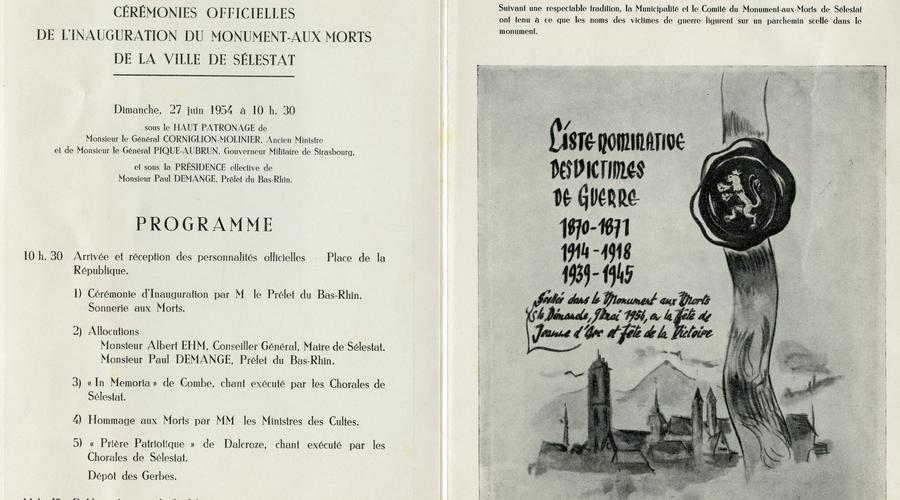 CÉRÉMONIES OFFICIELLES
DE L'INAUGURATION DU MONUMENT-AUX MORTS
DE LA VILLE DE SÉLESTAT
Dimanche, 27 juin 1954 à 10 h. 30
sous le HAUT PATRONAGE de
Monsieur le Général CORNIGLION-MOLINIER, Ancien Ministre
et de Monsieur le Général PIQUE-AUBRUN, Gouverneur Militaire de Strasbourg,
et sous la PRÉSIDENCE effective de
Monsieur Paul DEMANGE, Préfet du Bas-Rhin.
PROGRAMME
10 h. 30 Arrivée et réception des personnalités officielles Place de la
République.
1) Cérémonie d'Inauguration par M le Préfet du Bas-Rhin.
Sonnerie aux Morts.
2) Allocutions
Monsieur Albert EHM, Conseiller Général, Maire de Sélestat.
Monsieur Paul DEMANGE, Préfet du Bas-Rhin.
3) « In Memoria » de Combe, chant exécuté par les Chorales de
Sélestat.
4) Hommage aux Morts par MM les Ministres des Cultes.
5) « Prière Patriotique » de Dalcroze, chant exécuté par les
Chorales de Sélestat.
Dépôt des Gerbes.
Suivant une respectable tradition, la Municipalité et le Comité du Monument-aux-Morts de Sélestat
ont tenu à ce que les noms des victimes de guerre figurent sur un parchemin scellé dans le
monument.
Liste nominative
des Victimes
de Guerre
1870-1871
1914-1918
1939-1945
Scellée dans le Monument aux Morts
le Dimanche, 9 mai 1954, en la fête de
Jeanne d'Arc et fête de la Victoire